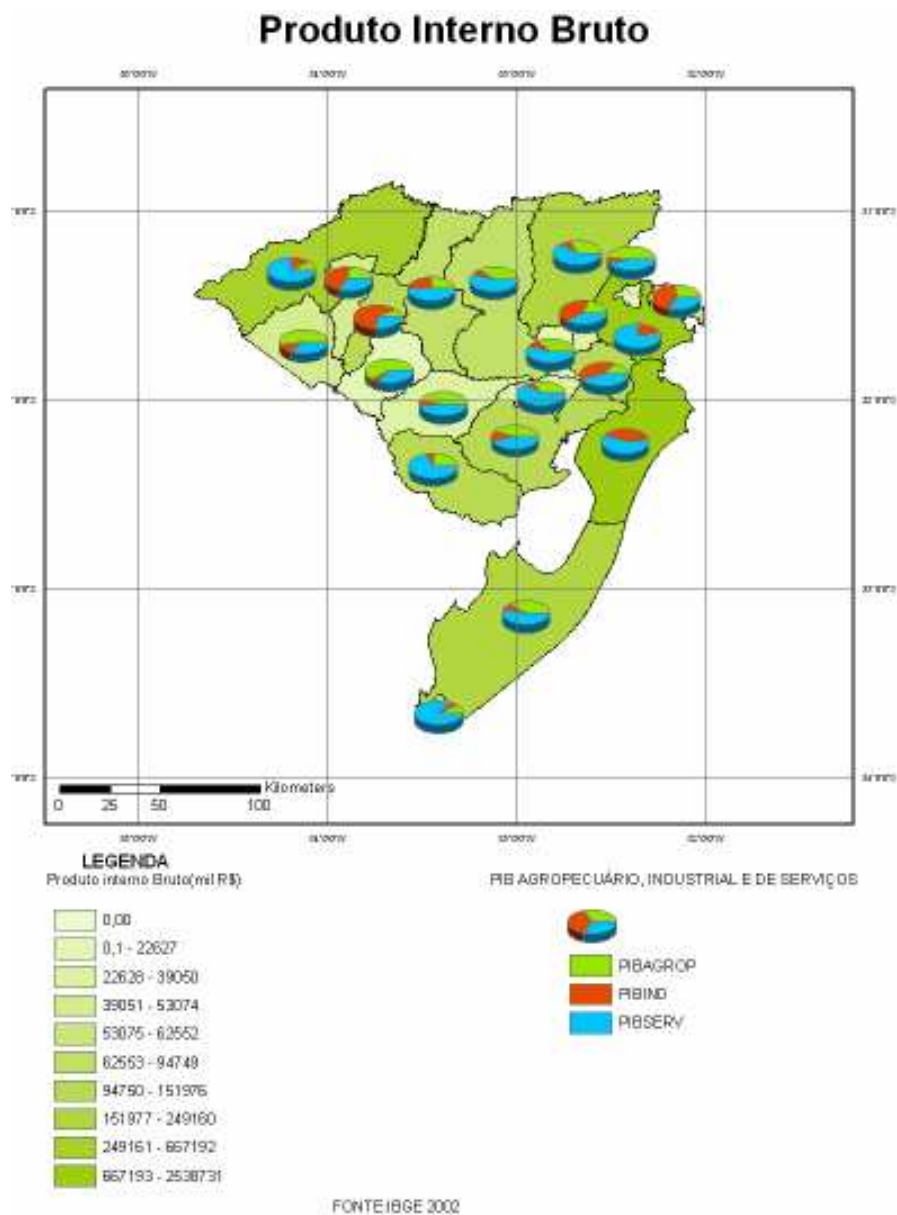 Produto Interno Bruto
Kilometers
0 25 50 100
LEGENDA
Produto interno Bruto(mil R$)
0,00
0,1 - 22627
22628 - 39050
39051 - 53074
53075 - 62552
62553 - 94749
94750 - 151976
151977 - 249160
249161 - 667192
667193 - 2538731
PIB AGROPECUÁRIO, INDUSTRIAL E DE SERVIÇOS
PIBAGROP
PIBIND
PIBSERV
FONTE IBGE 2002